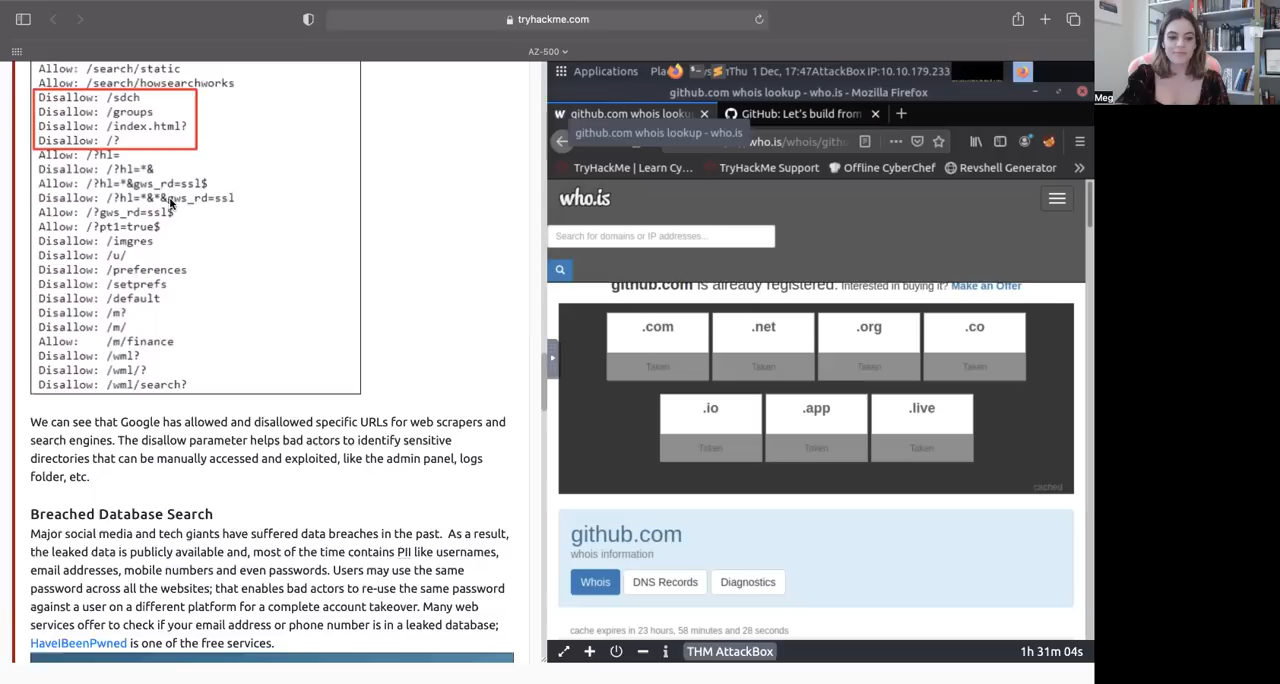 tryhackme.com
AZ-500
Allow: /search/static
Allow: /search/howsearchworks
Disallow: /sdch
Disallow: /groups
Disallow: /index.html?
Disallow: /?
Allow: /?hl=
Disallow: /?hl=*&
Allow: /?hl=*&gws_rd=ssl$
Disallow: /?hl=*&*&gws_rd=ssl
Allow: /?gws_rd=ssl$
Allow: /?pt1=true$
Disallow: /imgres
Disallow: /u/
Disallow: /preferences
Disallow: /setprefs
Disallow: /default
Disallow: /m?
Disallow: /m/
Allow: /m/finance
Disallow: /wml?
Disallow: /wml/?
Disallow: /wml/search?
We can see that Google has allowed and disallowed specific URLs for web scrapers and
search engines. The disallow parameter helps bad actors to identify sensitive
directories that can be manually accessed and exploited, like the admin panel, logs
folder, etc.
Breached Database Search
Major social media and tech giants have suffered data breaches in the past. As a result,
the leaked data is publicly available and, most of the time contains PII like usernames,
email addresses, mobile numbers and even passwords. Users may use the same
password across all the websites; that enables bad actors to re-use the same password
against a user on a different platform for a complete account takeover. Many web
services offer to check if your email address or phone number is in a leaked database;
HaveIBeenPwned is one of the free services.
Applications Thu 1 Dec, 17:47 AttackBox IP:10.10.179.233
github.com whois lookup - who.is - Mozilla Firefox
github.com whois looku GitHub: Let's build from
github.com whois lookup - who.is
who.is/whois/gith
TryHackMe | Learn Cy... TryHackMe Support Offline CyberChef Revshell Generator
who.is
Search for domains or IP addresses...
github.com is already registered. Interested in buying it? Make an Offer
.com .net .org .co
Taken Taken Taken Taken
.io .app .live
Taken Taken Taken
cached
github.com
whois information
Whois DNS Records Diagnostics
cache expires in 23 hours, 58 minutes and 28 seconds
THM AttackBox 1h 31m 04s
Meg